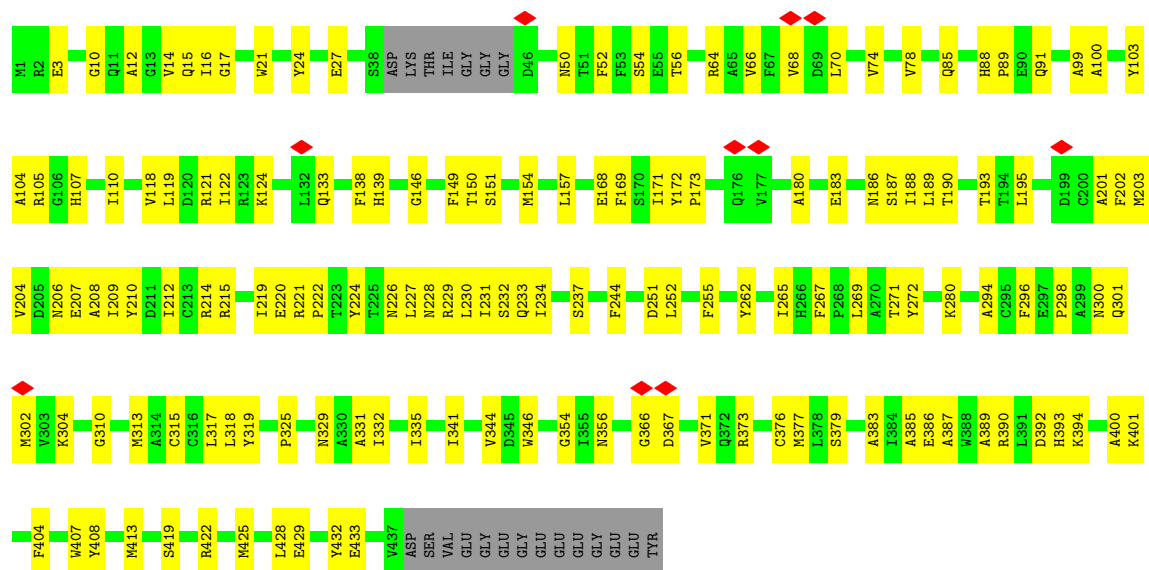 M1 R2 E3 G10 Q11 A12 G13 V14 Q15 I16 G17 W21 Y24 E27 S38 ASP LYS THR ILE GLY GLY GLY D46 N50 T51 F52 F53 S54 E55 T56 R64 A65 V66 F67 V68 D69 L70 V74 V78 Q85 H88 P89 E90 Q91 A99 A100 Y103
A104 R105 G106 H107 I110 V118 L119 D120 R121 I122 R123 K124 L132 Q133 F138 H139 G146 F149 T150 S151 M154 L157 E168 F169 S170 I171 Y172 P173 Q176 V177 A180 E183 N186 S187 I188 L189 T190 T193 T194 L195 D199 C200 A201 F202 M203
V204 D205 N206 E207 A208 I209 Y210 D211 I212 C213 R214 R215 I219 E220 R221 P222 T223 Y224 T225 N226 L227 N228 R229 L230 I231 S232 Q233 I234 S237 F244 D251 L252 F255 Y262 I265 H266 F267 P268 L269 A270 T271 Y272 K280 A294 C295 F296 E297 P298 A299 N300 Q301
M302 V303 K304 G310 M313 A314 C315 C316 L317 L318 Y319 P325 N329 A330 A331 I332 I335 I341 V344 D345 W346 G354 I355 N356 G366 D367 V371 Q372 R373 C376 M377 L378 S379 A383 I384 A385 E386 A387 W388 A389 R390 L391 D392 H393 K394 A400 K401
F404 W407 Y408 M413 S419 R422 M425 L428 E429 Y432 E433 V437 ASP SER VAL GLU GLY GLU GLY GLU GLU GLU GLY GLU GLU TYR